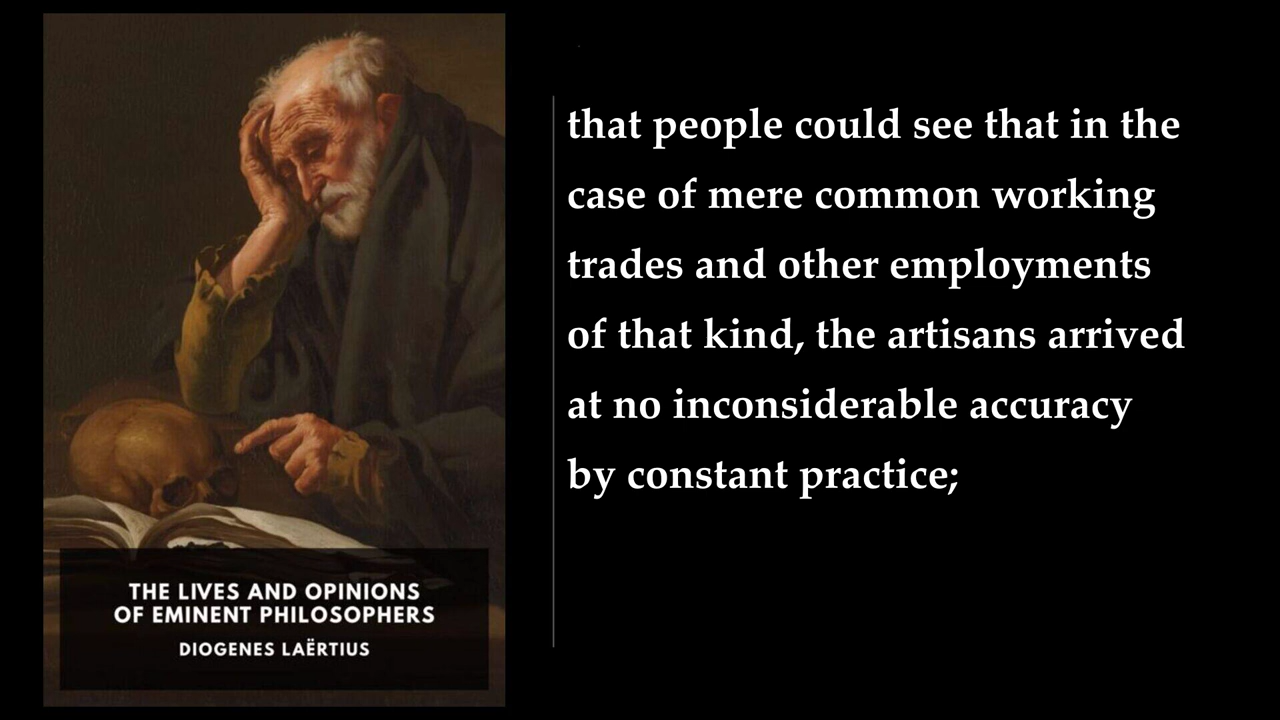 that people could see that in the
case of mere common working
trades and other employments
of that kind, the artisans arrived
at no inconsiderable accuracy
by constant practice;
THE LIVES AND OPINIONS
OF EMINENT PHILOSOPHERS
DIOGENES LAËRTIUS